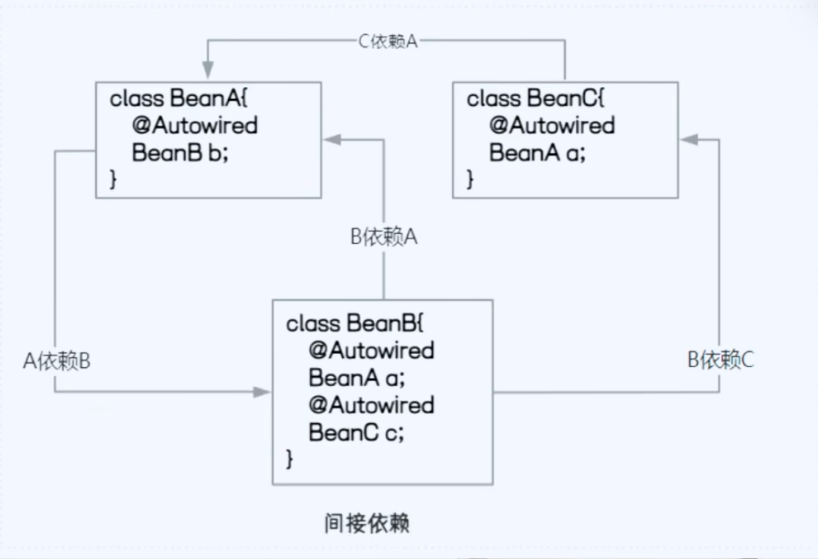 C依赖A
class BeanA{
@Autowired
BeanB b;
}
class BeanC{
@Autowired
BeanA a;
}
B依赖A
class BeanB{
@Autowired
BeanA a;
@Autowired
BeanC c;
}
A依赖B
B依赖C
间接依赖